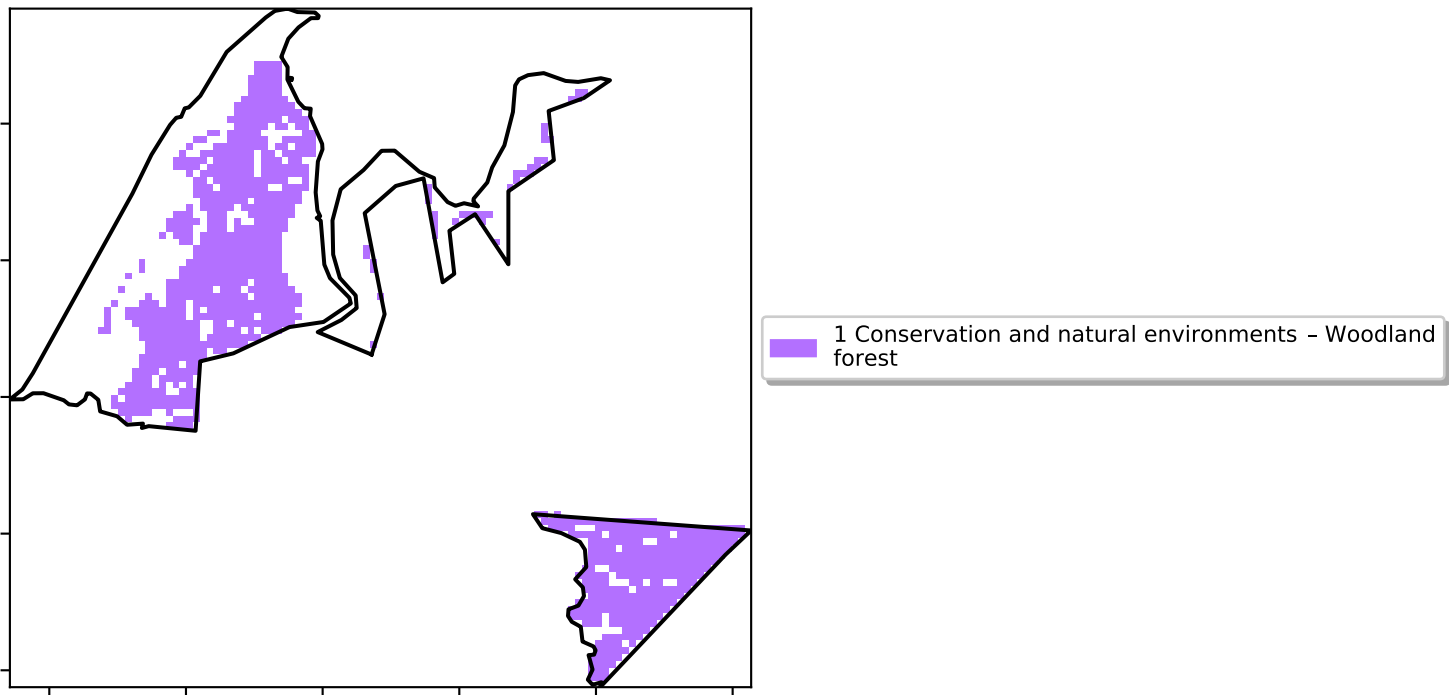 1 Conservation and natural environments – Woodland
forest